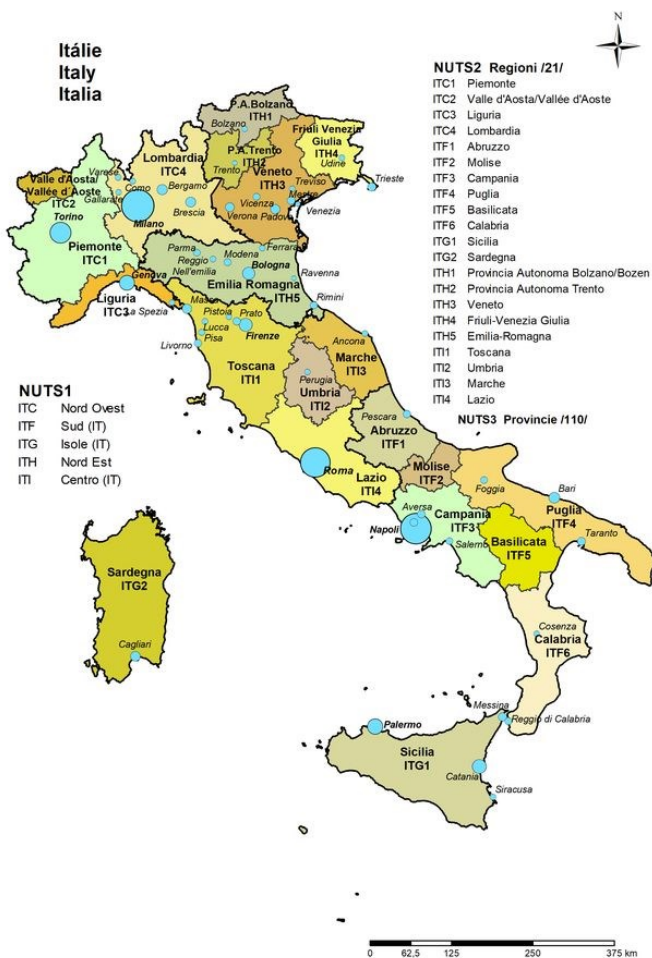 N
Itálie
Italy
Italia
NUTS2 Regioni /21/
ITC1 Piemonte
ITC2 Valle d'Aosta/Vallée d'Aoste
ITC3 Liguria
ITC4 Lombardia
ITF1 Abruzzo
ITF2 Molise
ITF3 Campania
ITF4 Puglia
ITF5 Basilicata
ITF6 Calabria
ITG1 Sicilia
ITG2 Sardegna
ITH1 Provincia Autonoma Bolzano/Bozen
ITH2 Provincia Autonoma Trento
ITH3 Veneto
ITH4 Friuli-Venezia Giulia
ITH5 Emilia-Romagna
ITI1 Toscana
ITI2 Umbria
ITI3 Marche
ITI4 Lazio
NUTS3 Provincie /110/
P.A.Bolzano
ITH1
Bolzano
P.A.Trento
ITH2
Trento
Friuli Venezia
Giulia
ITH4
Udine
Trieste
Lombardia
ITC4
Varese
Como
Gallarate
Bergamo
Brescia
Milano
Veneto
ITH3
Treviso
Mestre
Vicenza
Verona
Padova
Venezia
Valle d'Aosta/
Vallée d´Aoste
ITC2
Torino
Piemonte
ITC1
Genova
Liguria
ITC3
La Spezia
Parma
Reggio
Nell'emilia
Modena
Bologna
Ferrara
Ravenna
Emilia Romagna
ITH5
Rimini
Massa
Pistoia
Prato
Lucca
Pisa
Firenze
Livorno
Toscana
ITI1
Ancona
Marche
ITI3
Perugia
Umbria
ITI2
Pescara
Abruzzo
ITF1
Roma
Lazio
ITI4
Molise
ITF2
Foggia
Bari
Puglia
ITF4
Taranto
Aversa
Napoli
Campania
ITF3
Salerno
Basilicata
ITF5
Cosenza
Calabria
ITF6
NUTS1
ITC Nord Ovest
ITF Sud (IT)
ITG Isole (IT)
ITH Nord Est
ITI Centro (IT)
Sardegna
ITG2
Cagliari
Messina
Reggio di Calabria
Palermo
Sicilia
ITG1
Catania
Siracusa
0 62,5 125 250 375 km